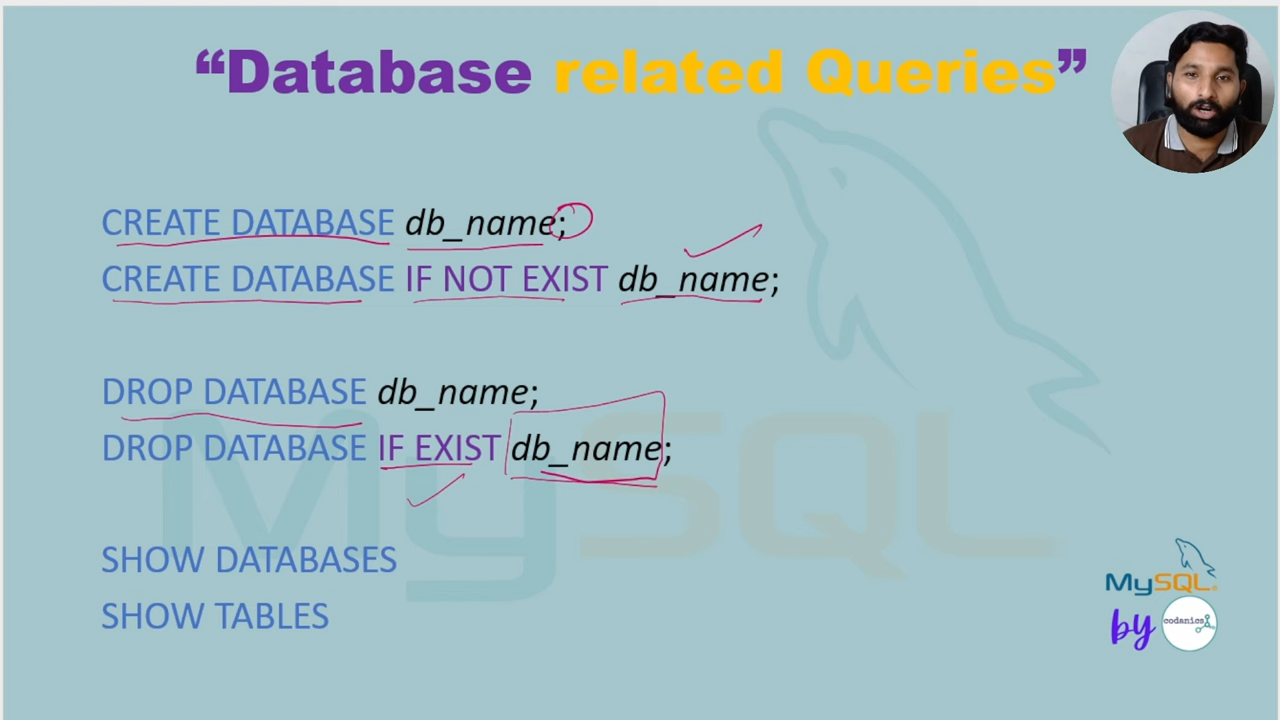 “Database related Queries”
CREATE DATABASE db_name;
CREATE DATABASE IF NOT EXIST db_name;
DROP DATABASE db_name;
DROP DATABASE IF EXIST db_name;
SHOW DATABASES
SHOW TABLES
MySQL
MySQL
by codanics